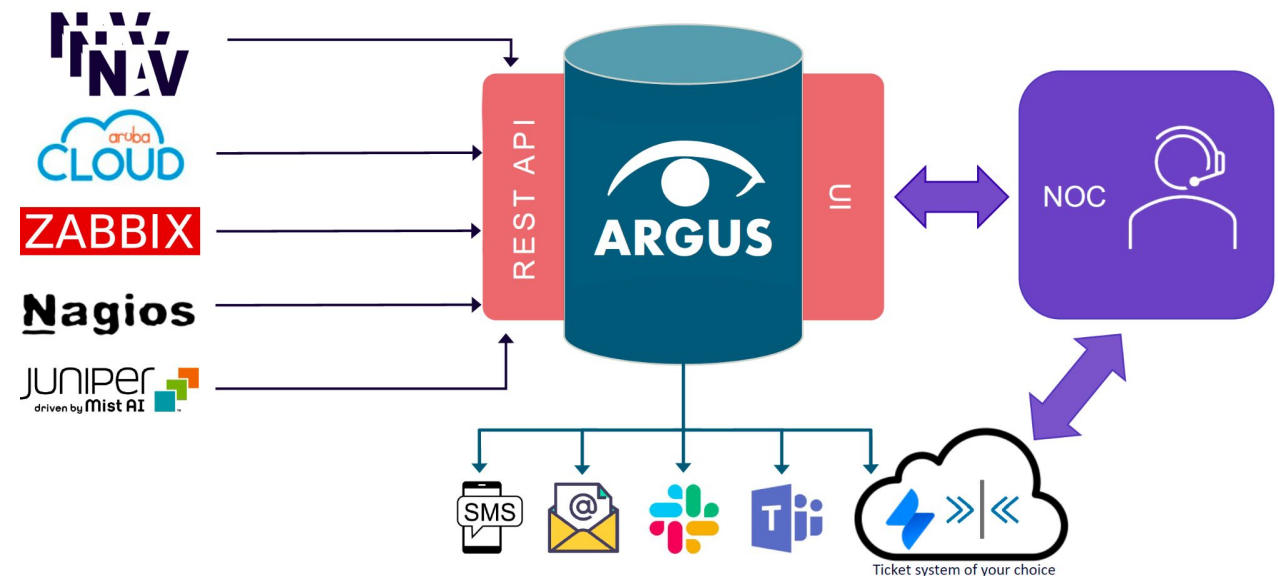 NAV
aruba
CLOUD
ZABBIX
Nagios
JUNIPER
driven by Mist AI
REST API
ARGUS
UI
NOC
SMS
@
T
Ticket system of your choice